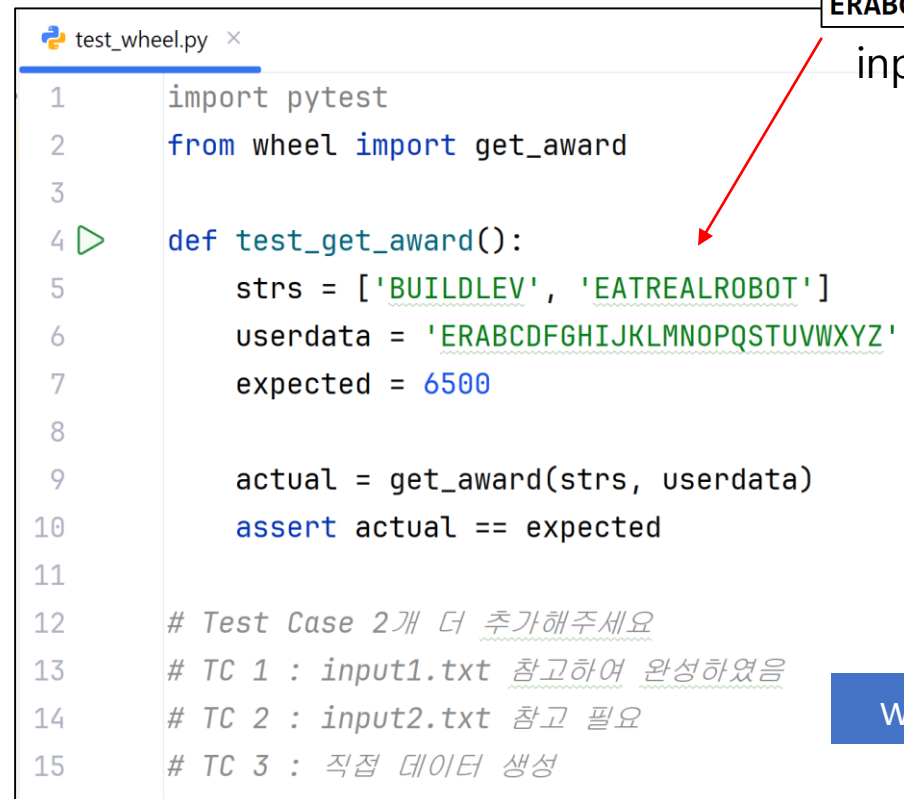 test_wheel.py
1 import pytest
2 from wheel import get_award
3
4 def test_get_award():
5 strs = ['BUILDLEV', 'EATREALROBOT']
6 userdata = 'ERABCDFGHIJKLMNOPQSTUVWXYZ'
7 expected = 6500
8
9 actual = get_award(strs, userdata)
10 assert actual == expected
11
12 # Test Case 2개 더 추가해주세요
13 # TC 1 : input1.txt 참고하여 완성하였음
14 # TC 2 : input2.txt 참고 필요
15 # TC 3 : 직접 데이터 생성